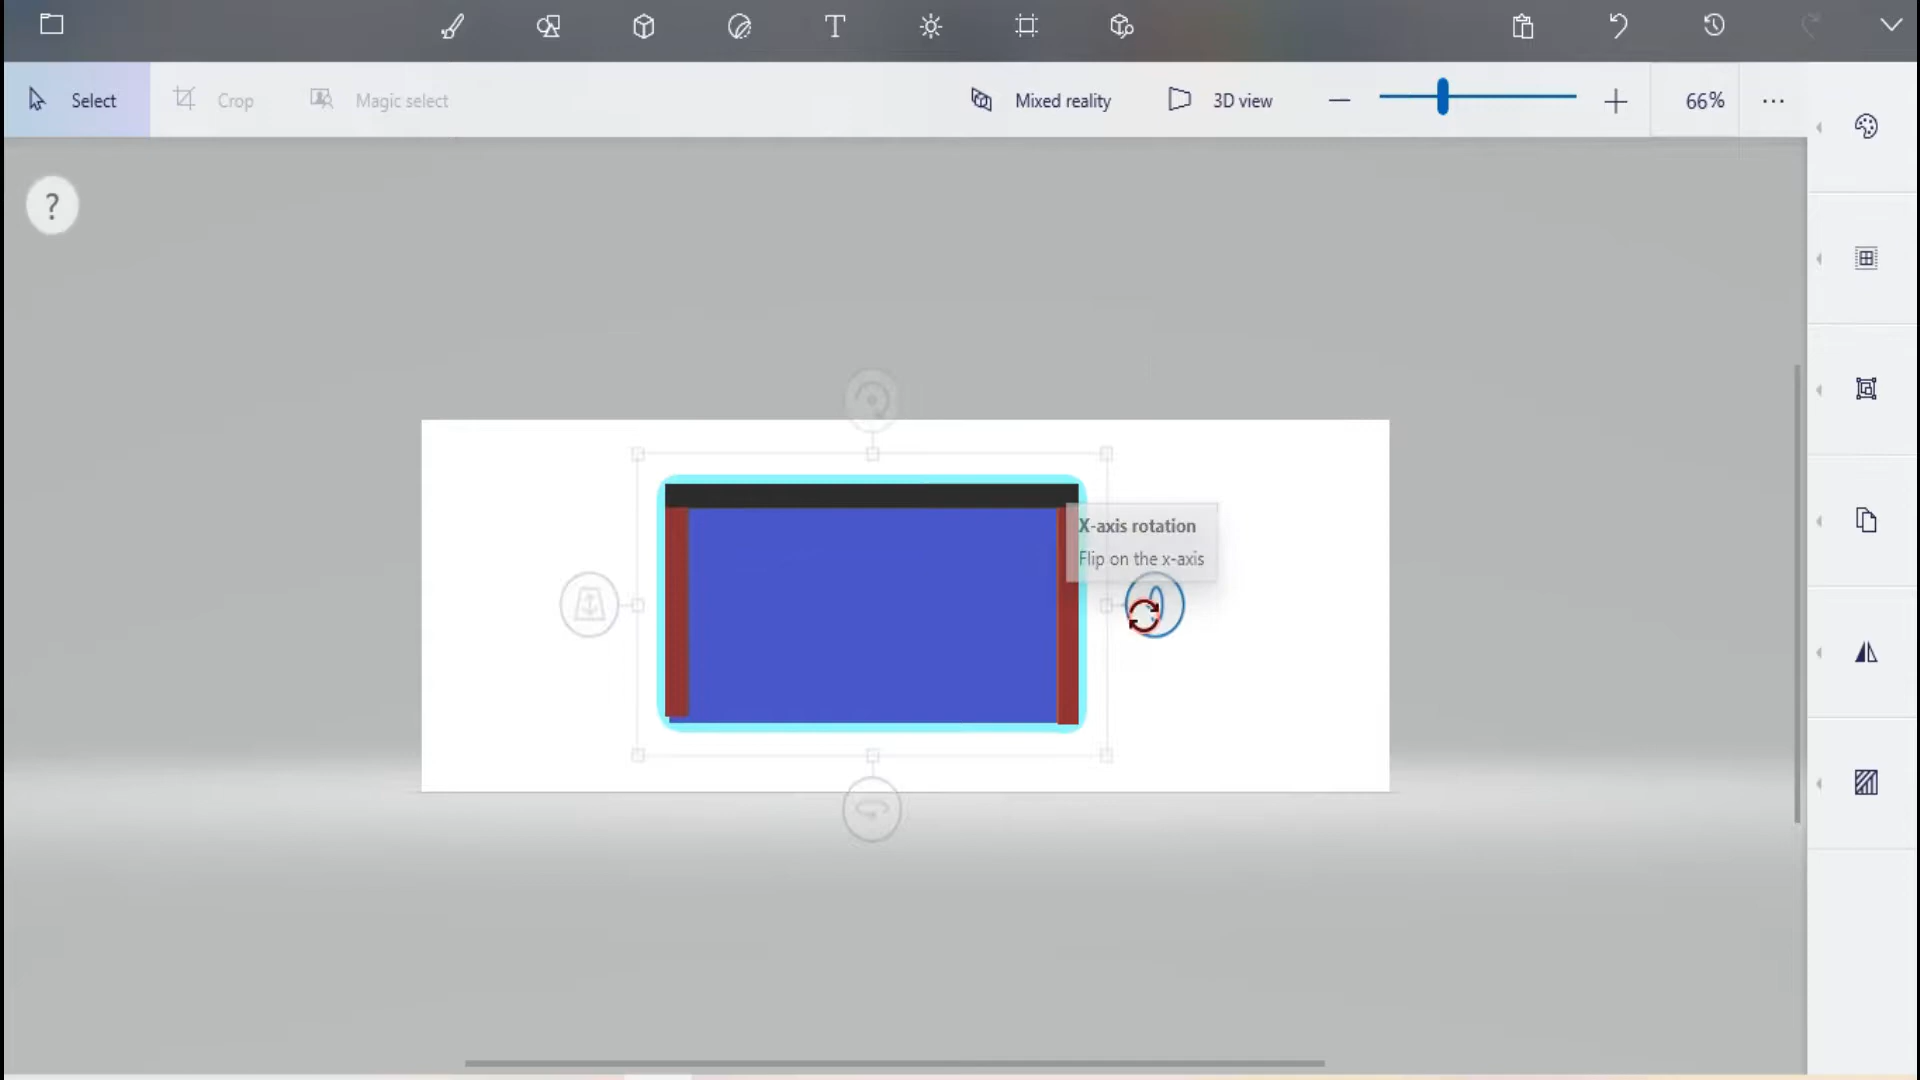 Select
Crop
Magic select
Mixed reality
3D view
66%
?
X-axis rotation
Flip on the x-axis